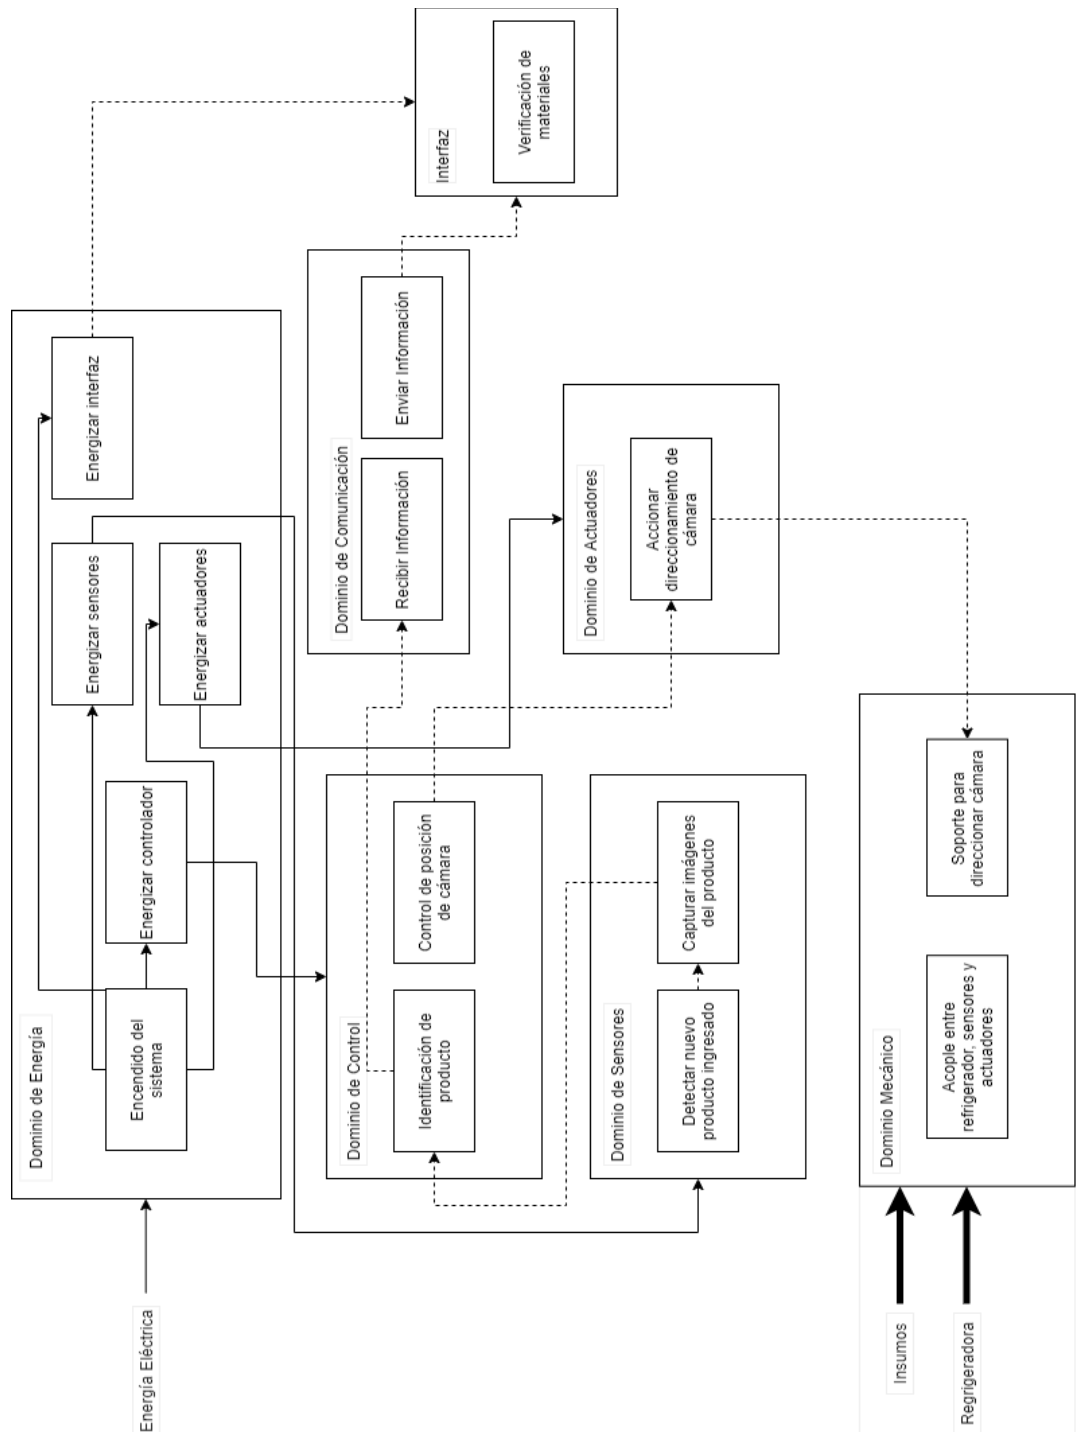 Energía Eléctrica
Dominio de Energía
Encendido del
sistema
Energizar controlador
Energizar sensores
Energizar actuadores
Energizar interfaz
Dominio de Control
Identificación de
producto
Control de posición
de cámara
Dominio de Comunicación
Recibir Información
Enviar Información
Interfaz
Verificación de
materiales
Dominio de Sensores
Detectar nuevo
producto ingresado
Capturar imágenes
del producto
Dominio de Actuadores
Accionar
direccionamiento de
cámara
Insumos
Regrigeradora
Dominio Mecánico
Acople entre
refrigerador, sensores y
actuadores
Soporte para
direccionar cámara